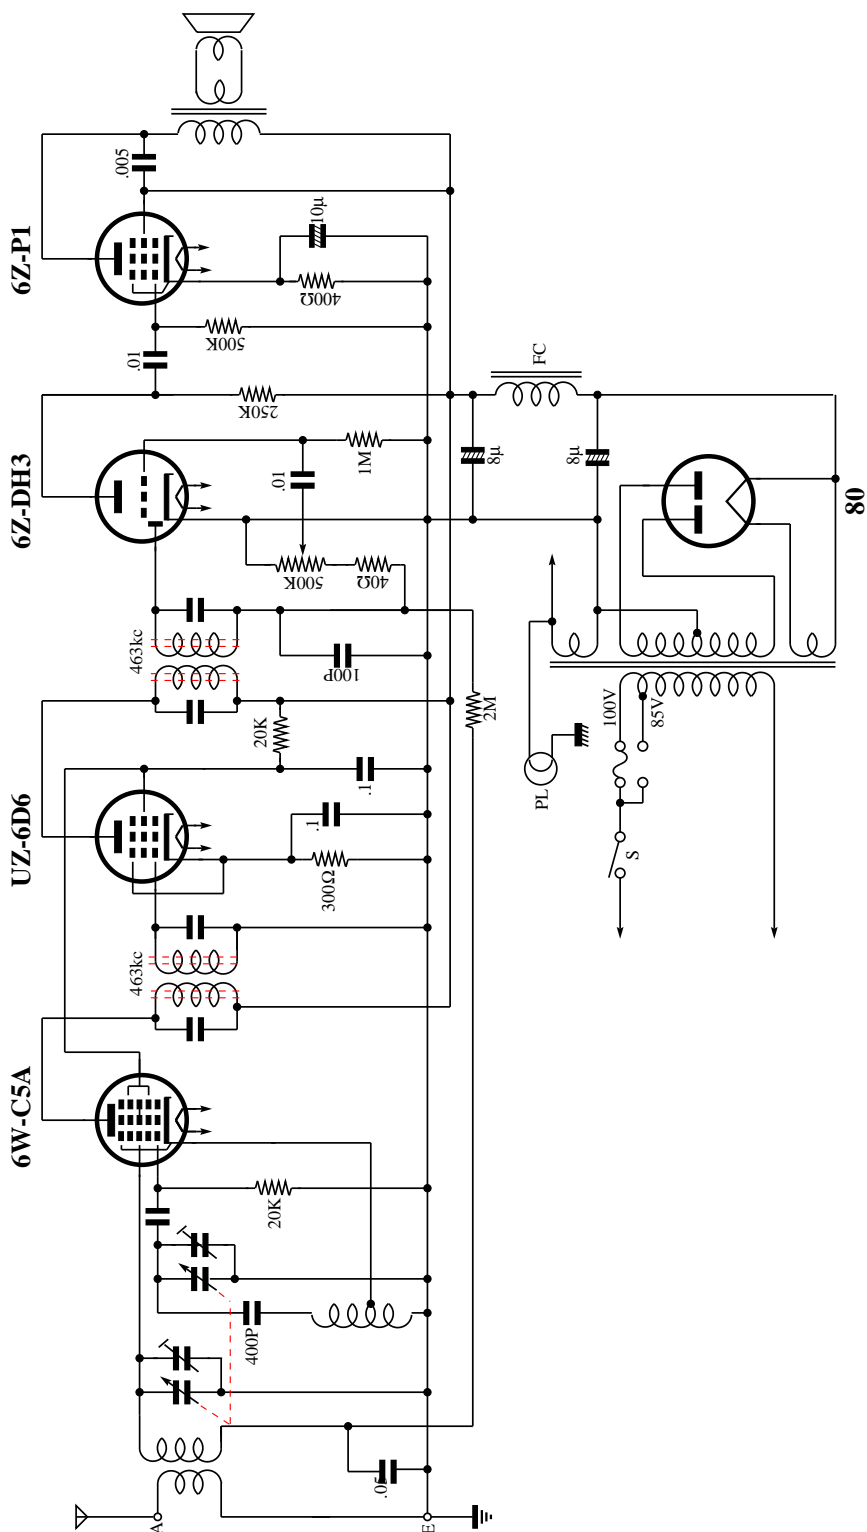 6W-C5A
UZ-6D6
6Z-DH3
6Z-P1
A
E
.05
400P
20K
463kc
300Ω
.1
.1
20K
463kc
100P
2M
500K
40Ω
.01
1M
250K
.01
500K
400Ω
10μ
.005
8μ
8μ
FC
PL
S
100V
85V
80